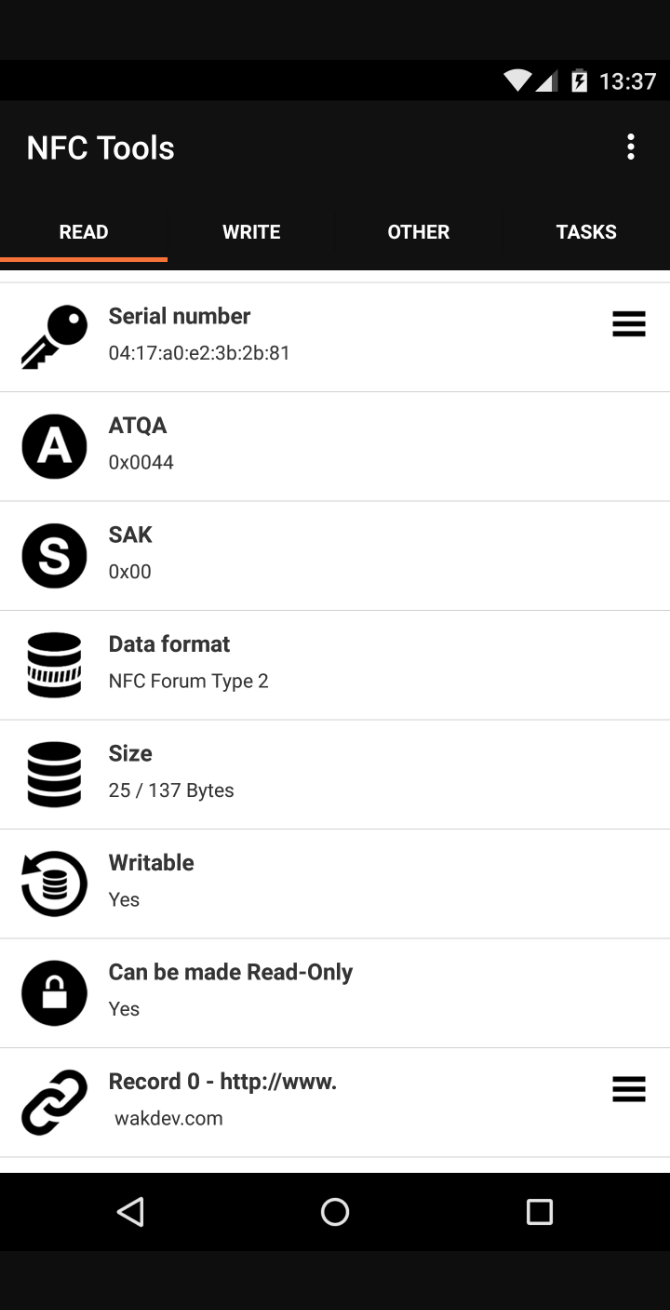 13:37
NFC Tools
READ WRITE OTHER TASKS
Serial number
04:17:a0:e2:3b:2b:81
A
ATQA
0x0044
S
SAK
0x00
Data format
NFC Forum Type 2
Size
25 / 137 Bytes
Writable
Yes
Can be made Read-Only
Yes
Record 0 - http://www.
wakdev.com